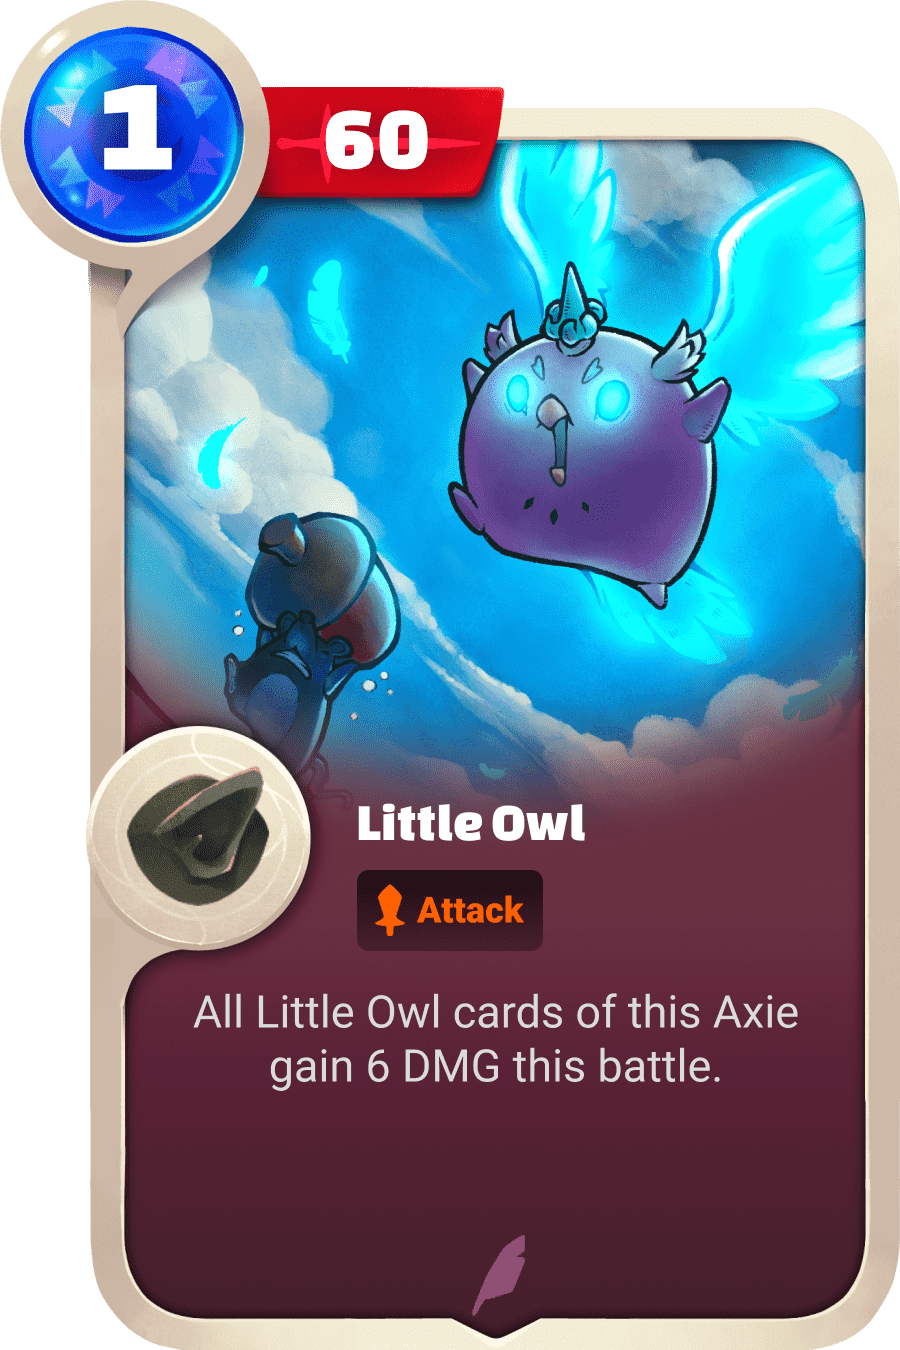 1
60
Little Owl
Attack
All Little Owl cards of this Axie
gain 6 DMG this battle.